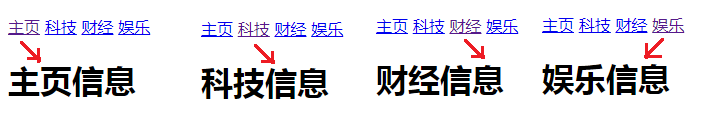 主页 科技 财经 娱乐
主页信息
主页 科技 财经 娱乐
科技信息
主页 科技 财经 娱乐
财经信息
主页 科技 财经 娱乐
娱乐信息